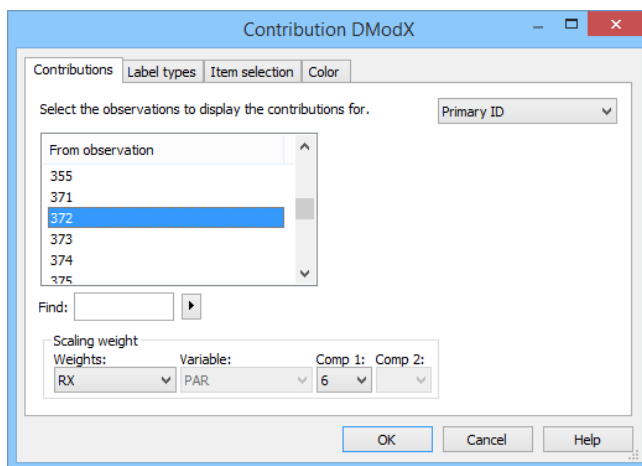 Contribution DModX
Contributions Label types Item selection Color
Select the observations to display the contributions for. Primary ID
From observation
355
371
372
373
374
375
Find:
Scaling weight
Weights: Variable: Comp 1: Comp 2:
RX PAR 6
OK Cancel Help